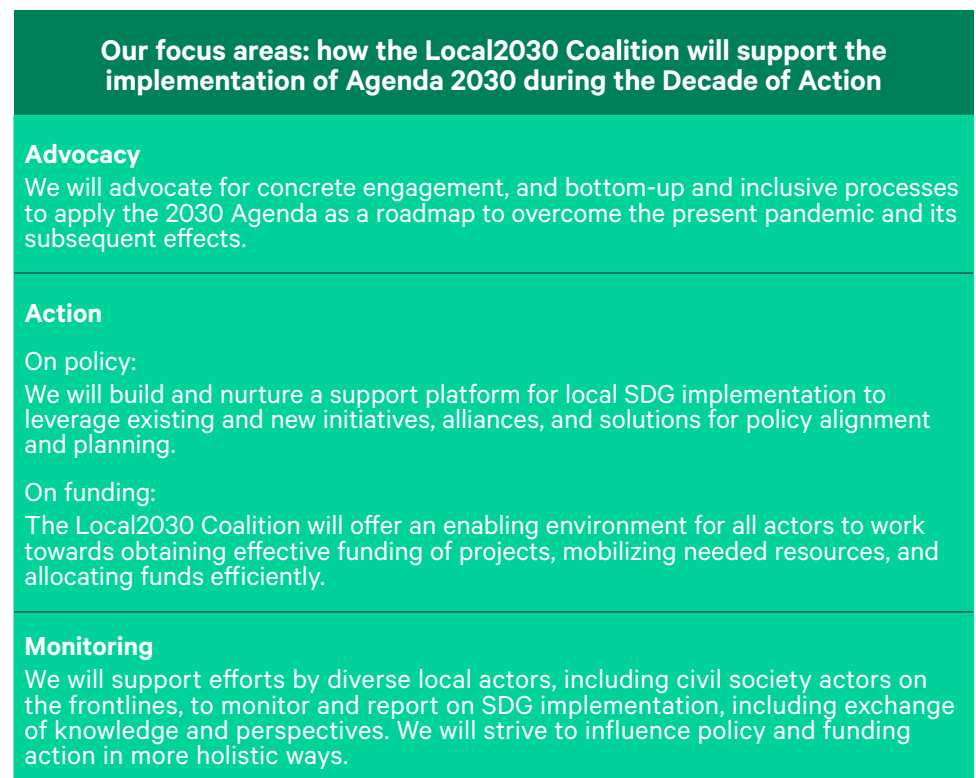 Our focus areas: how the Local2030 Coalition will support the
implementation of Agenda 2030 during the Decade of Action
Advocacy
We will advocate for concrete engagement, and bottom-up and inclusive processes
to apply the 2030 Agenda as a roadmap to overcome the present pandemic and its
subsequent effects.
Action
On policy:
We will build and nurture a support platform for local SDG implementation to
leverage existing and new initiatives, alliances, and solutions for policy alignment
and planning.
On funding:
The Local2030 Coalition will offer an enabling environment for all actors to work
towards obtaining effective funding of projects, mobilizing needed resources, and
allocating funds efficiently.
Monitoring
We will support efforts by diverse local actors, including civil society actors on
the frontlines, to monitor and report on SDG implementation, including exchange
of knowledge and perspectives. We will strive to influence policy and funding
action in more holistic ways.